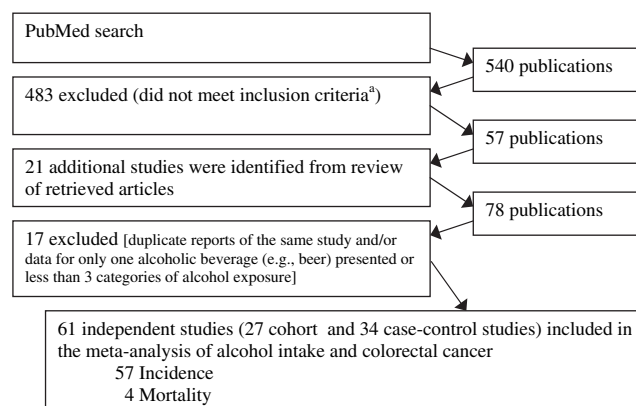 PubMed search
540 publications
483 excluded (did not meet inclusion criteriaª)
57 publications
21 additional studies were identified from review
of retrieved articles
78 publications
17 excluded [duplicate reports of the same study and/or
data for only one alcoholic beverage (e.g., beer) presented or
less than 3 categories of alcohol exposure]
61 independent studies (27 cohort and 34 case-control studies) included in
the meta-analysis of alcohol intake and colorectal cancer
57 Incidence
4 Mortality